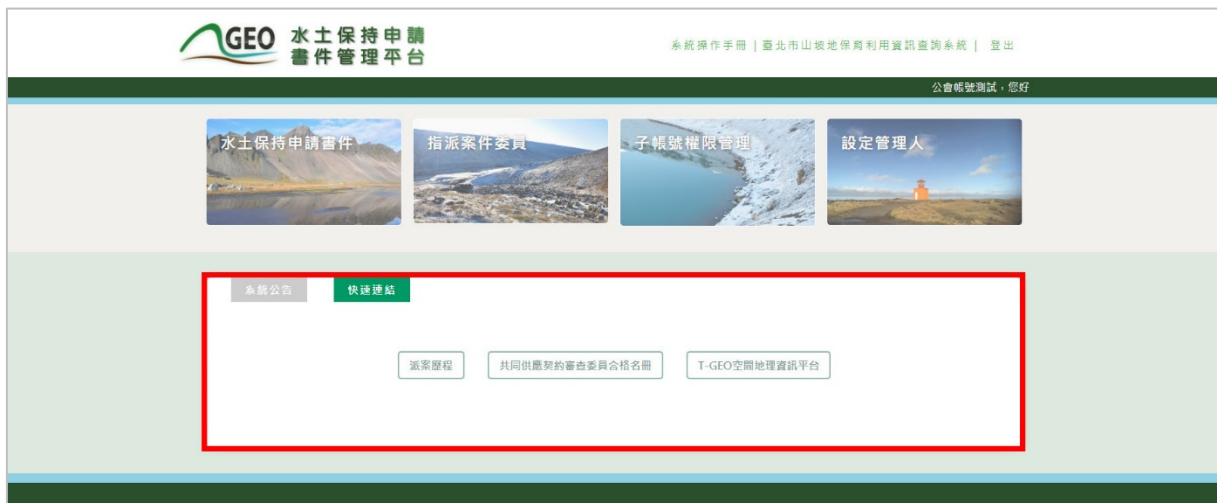 GEO 水土保持申請
書件管理平台
系統操作手冊 | 臺北市山坡地保育利用資訊查詢系統 | 登出
公會帳號測試，您好
水土保持申請書件
指派案件委員
子帳號權限管理
設定管理人
系統公告
快速連結
派案歷程
共同供應契約審查委員合格名冊
T-GEO空間地理資訊平台